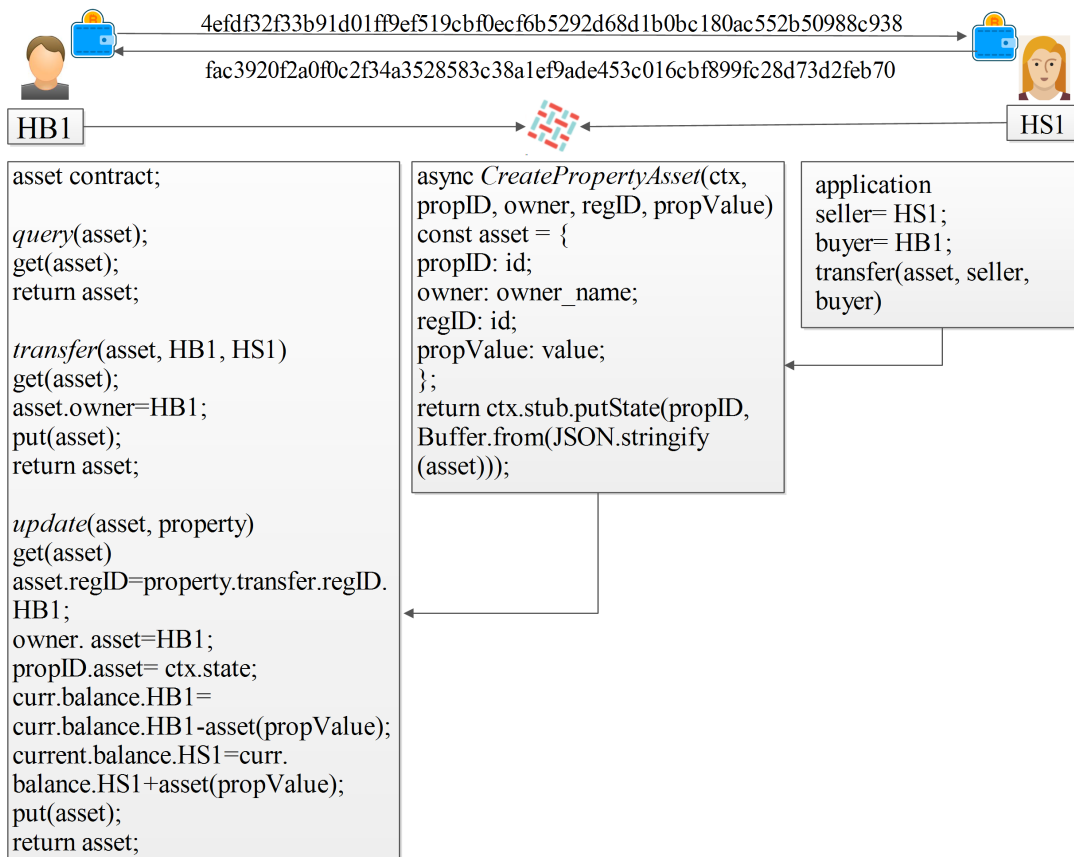 4efdf32f33b91d01ff9ef519cbf0ecf6b5292d68d1b0bc180ac552b50988c938
fac3920f2a0f0c2f34a3528583c38a1ef9ade453c016cbf899fc28d73d2feb70
HB1
HS1
asset contract;
query(asset);
get(asset);
return asset;
transfer(asset, HB1, HS1)
get(asset);
asset.owner=HB1;
put(asset);
return asset;
update(asset, property)
get(asset)
asset.regID=property.transfer.regID.
HB1;
owner. asset=HB1;
propID.asset= ctx.state;
curr.balance.HB1=
curr.balance.HB1-asset(propValue);
current.balance.HS1=curr.
balance.HS1+asset(propValue);
put(asset);
return asset;
async CreatePropertyAsset(ctx,
propID, owner, regID, propValue)
const asset = {
propID: id;
owner: owner_name;
regID: id;
propValue: value;
};
return ctx.stub.putState(propID,
Buffer.from(JSON.stringify
(asset)));
application
seller= HS1;
buyer= HB1;
transfer(asset, seller,
buyer)